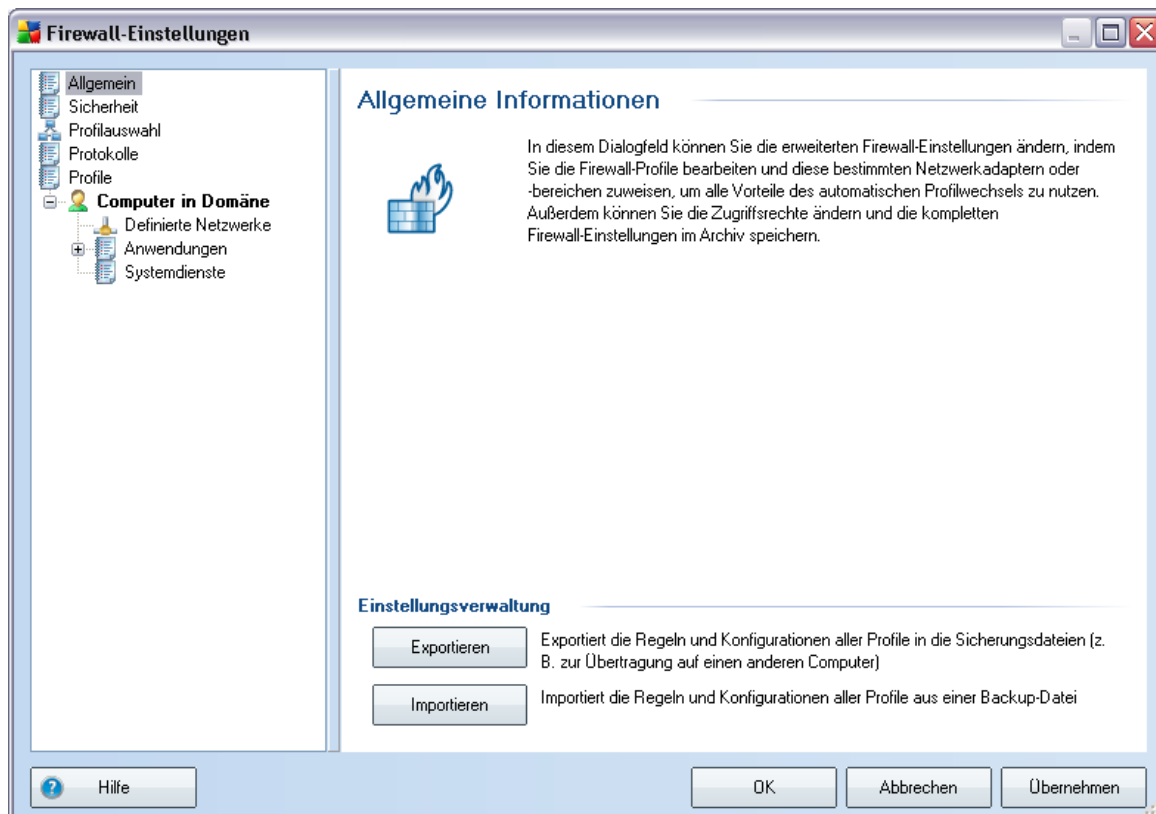 Firewall-Einstellungen
Allgemein
Sicherheit
Profilauswahl
Protokolle
Profile
Computer in Domäne
Definierte Netzwerke
Anwendungen
Systemdienste
Allgemeine Informationen
In diesem Dialogfeld können Sie die erweiterten Firewall-Einstellungen ändern, indem
Sie die Firewall-Profile bearbeiten und diese bestimmten Netzwerkadaptern oder
-bereichen zuweisen, um alle Vorteile des automatischen Profilwechsels zu nutzen.
Außerdem können Sie die Zugriffsrechte ändern und die kompletten
Firewall-Einstellungen im Archiv speichern.
Einstellungsverwaltung
Exportieren
Exportiert die Regeln und Konfigurationen aller Profile in die Sicherungsdateien (z.
B. zur Übertragung auf einen anderen Computer)
Importieren
Importiert die Regeln und Konfigurationen aller Profile aus einer Backup-Datei
Hilfe
OK
Abbrechen
Übernehmen